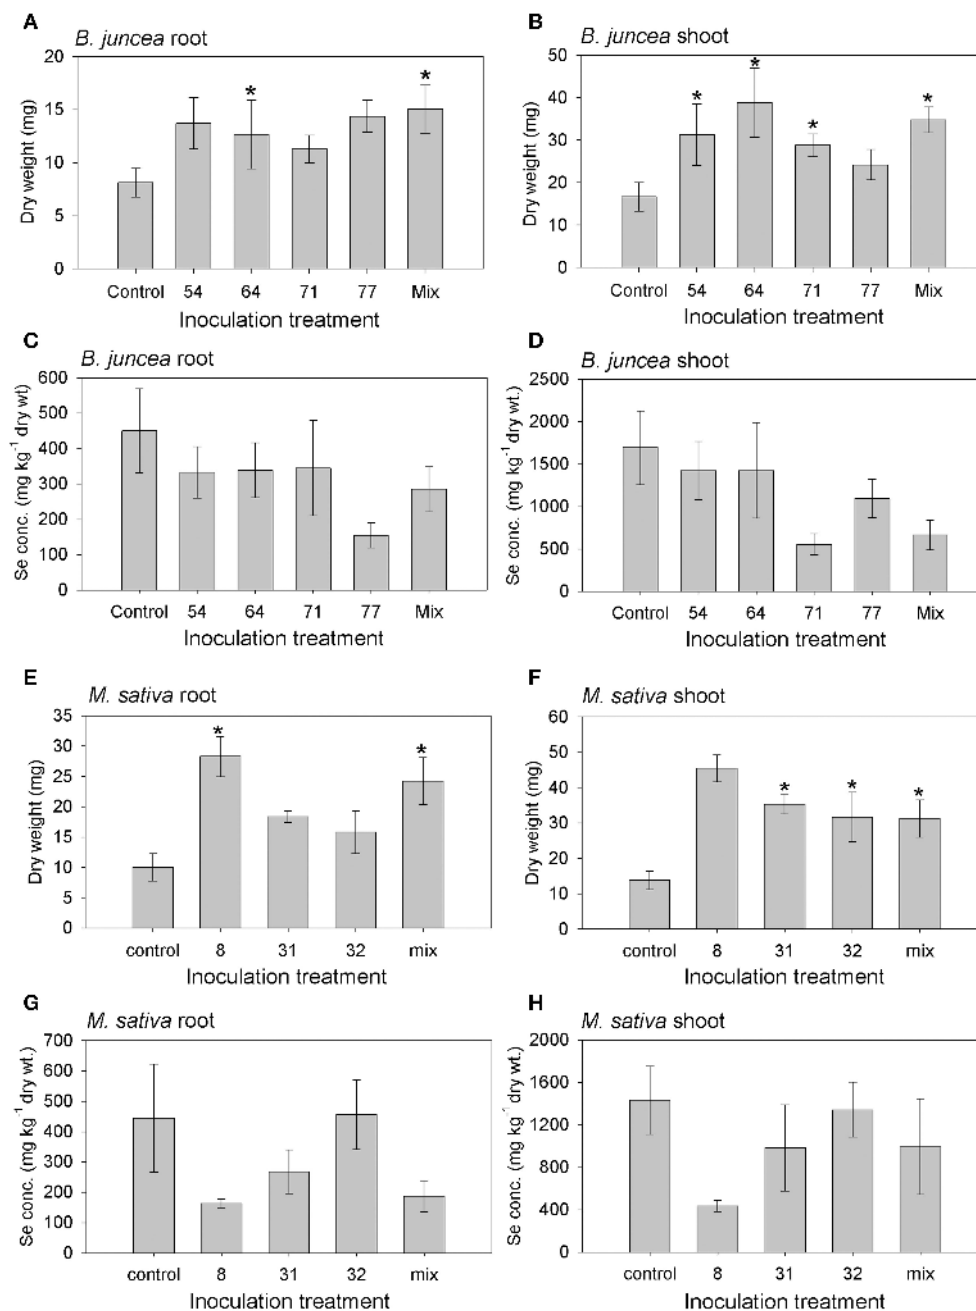 A
B. juncea root
20
15
10
5
0
Dry weight (mg)
*
*
Control 54 64 71 77 Mix
Inoculation treatment
B
B. juncea shoot
50
40
30
20
10
0
Dry weight (mg)
*
*
*
*
Control 54 64 71 77 Mix
Inoculation treatment
C
B. juncea root
600
500
400
300
200
100
0
Se conc. (mg kg⁻¹ dry wt)
Control 54 64 71 77 Mix
Inoculation treatment
D
B. juncea shoot
2500
2000
1500
1000
500
0
Se conc. (mg kg⁻¹ dry wt.)
Control 54 64 71 77 Mix
Inoculation treatment
E
M. sativa root
35
30
25
20
15
10
5
0
Dry weight (mg)
*
*
control 8 31 32 mix
Inoculation treatment
F
M. sativa shoot
60
50
40
30
20
10
0
Dry weight (mg)
*
*
*
control 8 31 32 mix
Inoculation treatment
G
M. sativa root
700
600
500
400
300
200
100
0
Se conc. (mg kg⁻¹ dry wt.)
control 8 31 32 mix
Inoculation treatment
H
M. sativa shoot
2000
1600
1200
800
400
0
Se conc. (mg kg⁻¹ dry wt.)
control 8 31 32 mix
Inoculation treatment